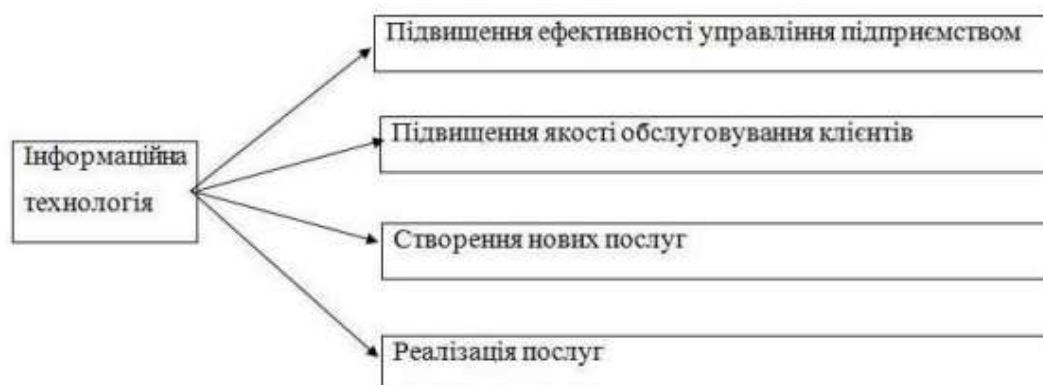 Підвищення ефективності управління підприємством
Підвищення якості обслуговування клієнтів
Інформаційна
технологія
Створення нових послуг
Реалізація послуг